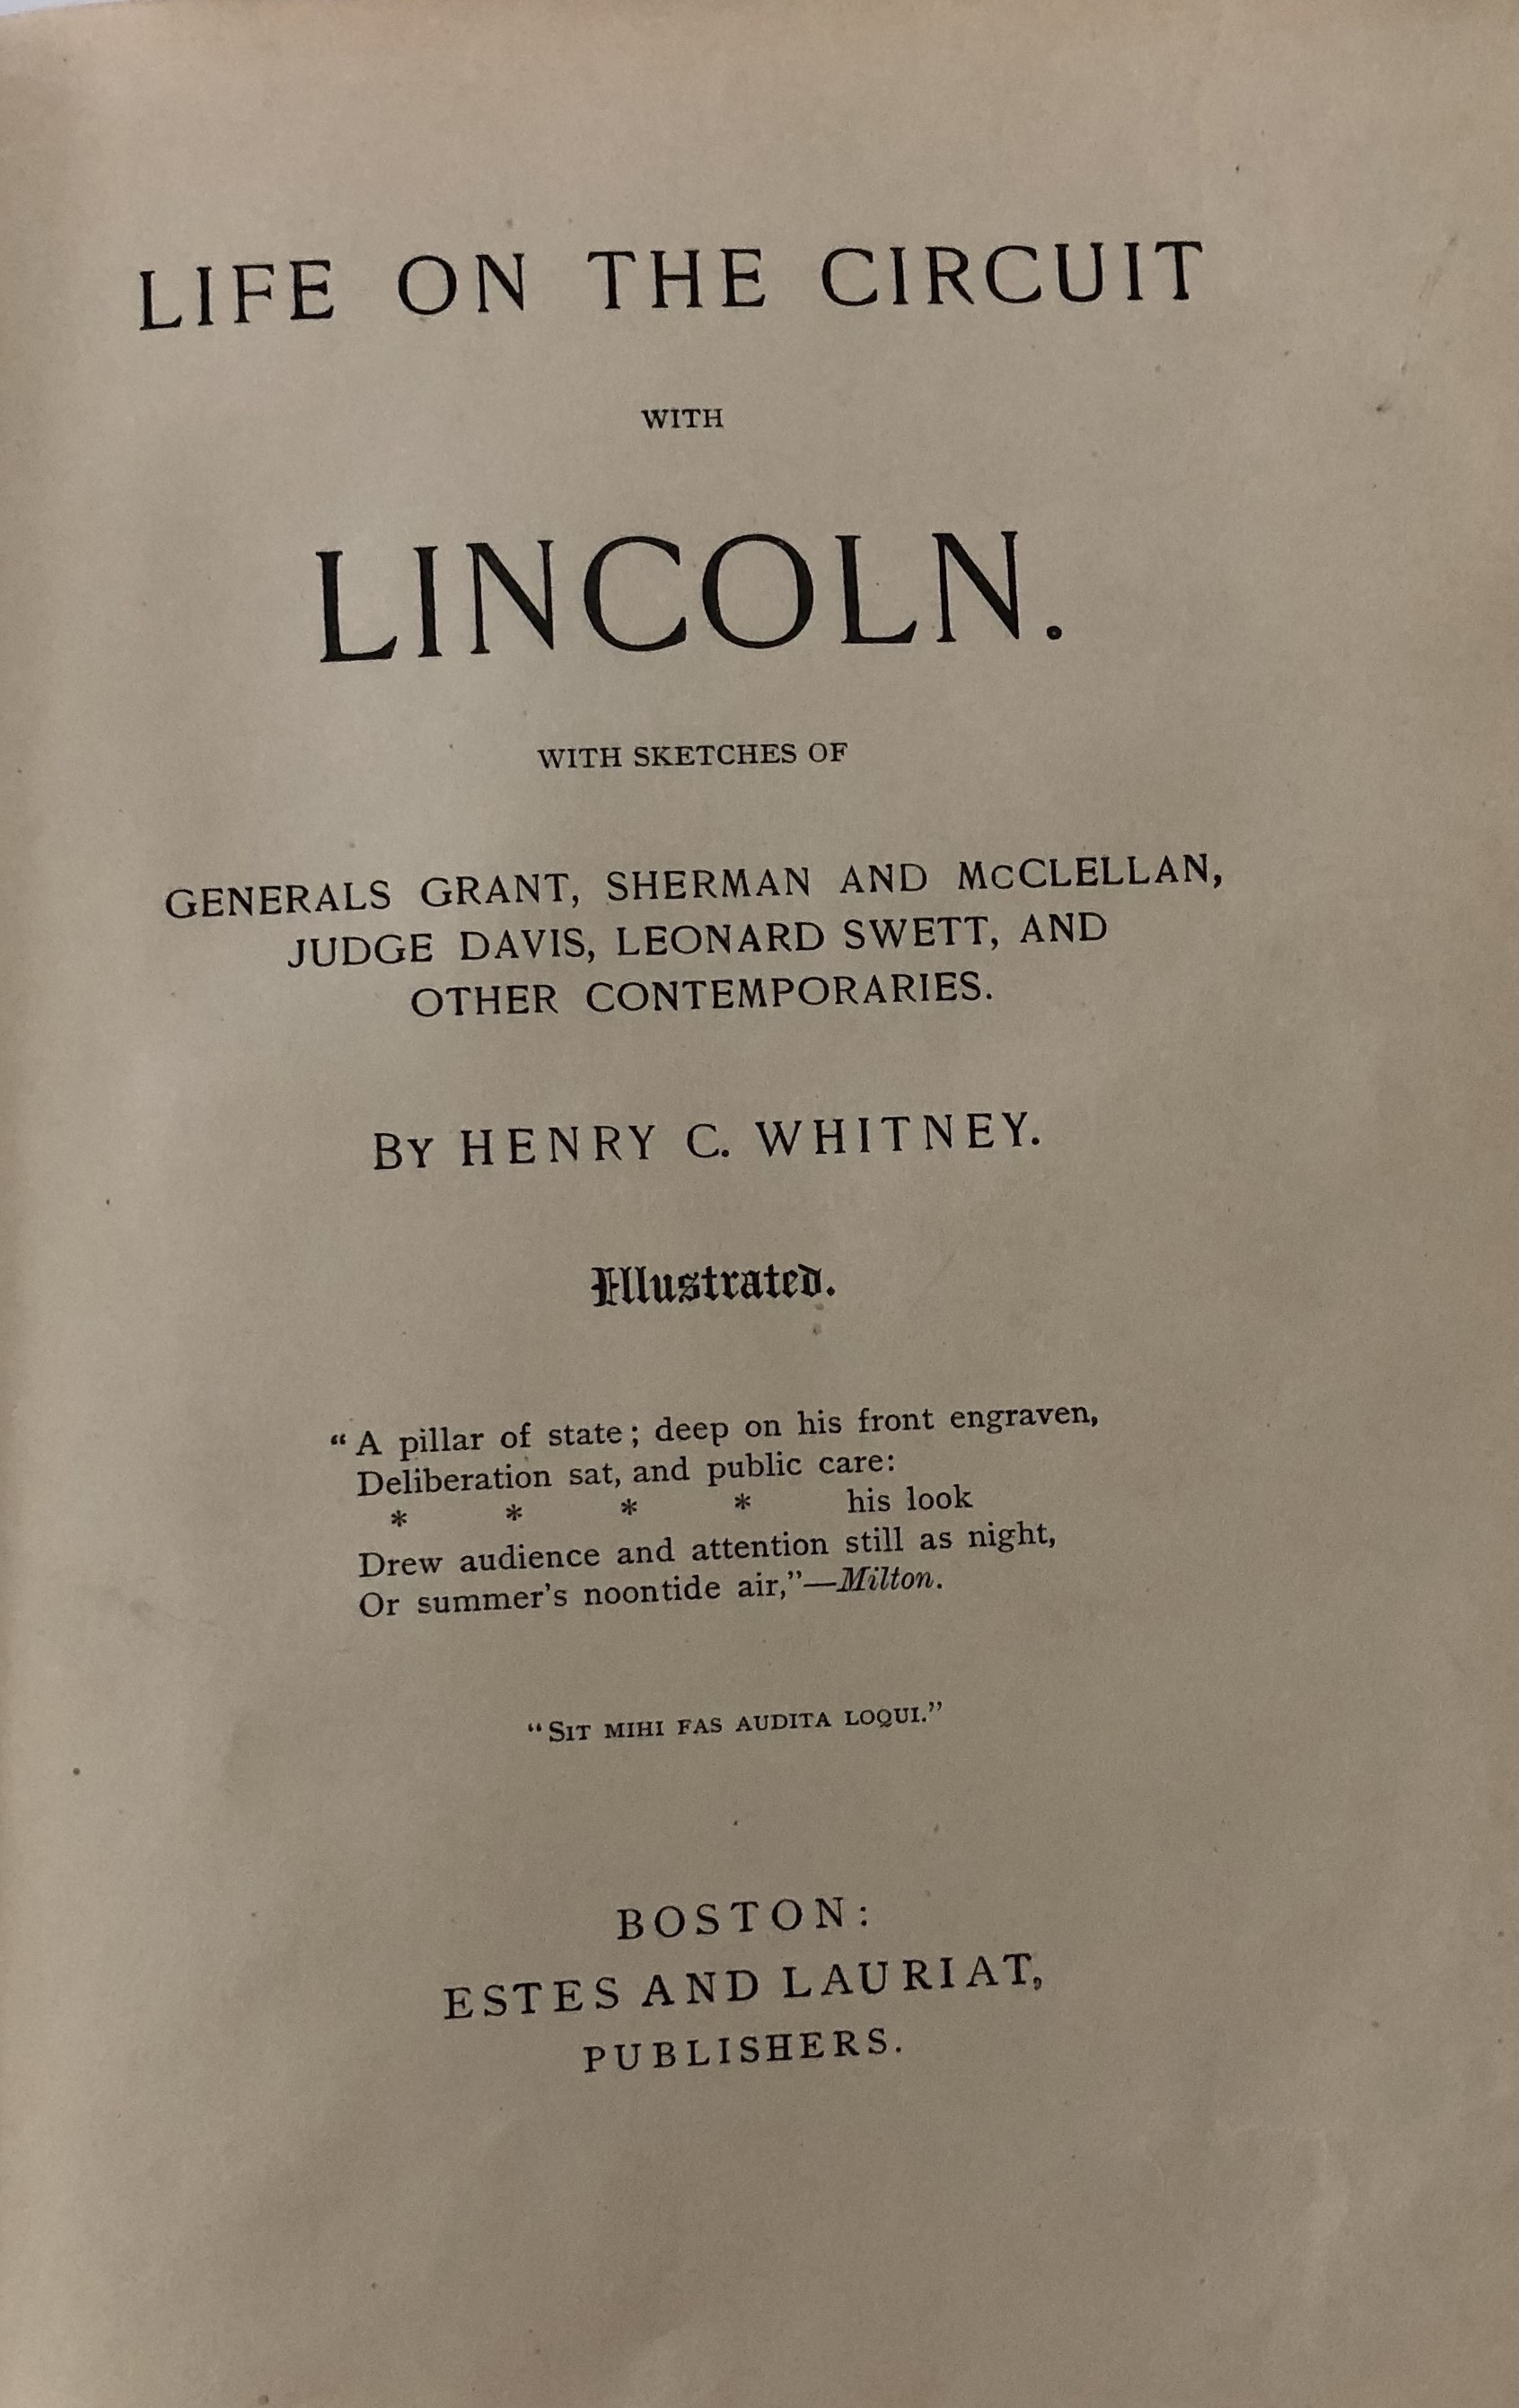 LIFE ON THE CIRCUIT
WITH
LINCOLN.
WITH SKETCHES OF
GENERALS GRANT, SHERMAN AND McCLELLAN,
JUDGE DAVIS, LEONARD SWETT, AND
OTHER CONTEMPORARIES.
BY HENRY C. WHITNEY.
Illustrated.
“A pillar of state; deep on his front engraven,
Deliberation sat, and public care:
* * * * his look
Drew audience and attention still as night,
Or summer's noontide air,”—Milton.
“SIT MIHI FAS AUDITA LOQUI.”
BOSTON:
ESTES AND LAURIAT,
PUBLISHERS.